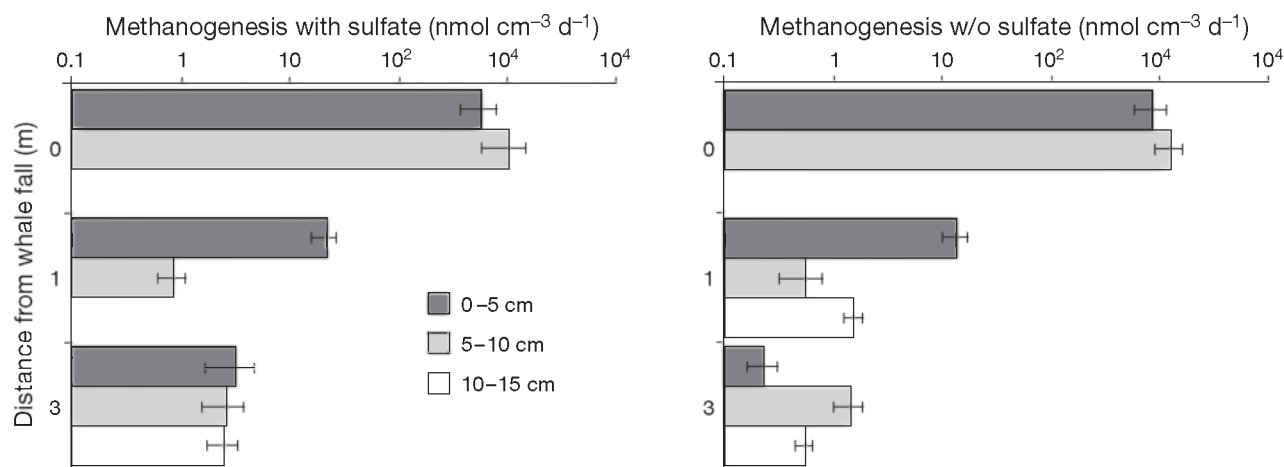 Methanogenesis with sulfate (nmol cm⁻³ d⁻¹)
0.1 1 10 10² 10⁴ 10⁴
Distance from whale fall (m)
0
1
3
0–5 cm
5–10 cm
10–15 cm
Methanogenesis w/o sulfate (nmol cm⁻³ d⁻¹)
0.1 1 10 10² 10⁴ 10⁴
0
1
3